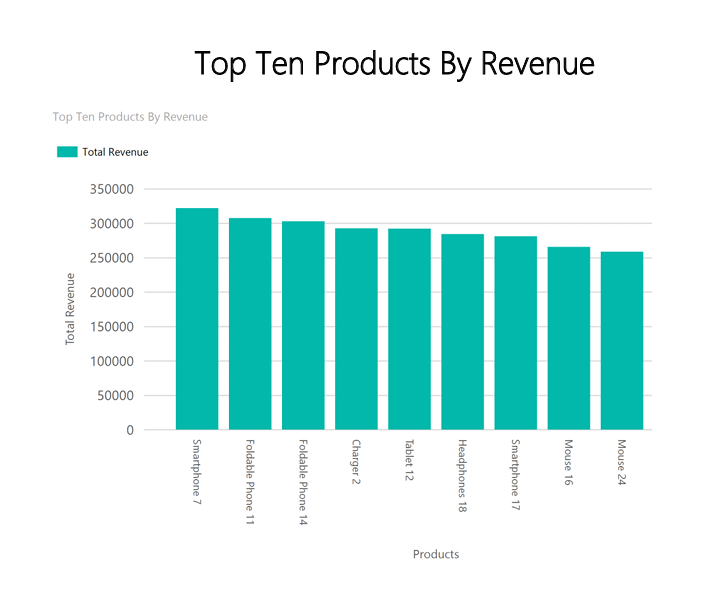 Top Ten Products By Revenue
Top Ten Products By Revenue
Total Revenue
350000
300000
250000
200000
150000
100000
50000
0
Total Revenue
Smartphone 7
Foldable Phone 11
Foldable Phone 14
Charger 2
Tablet 12
Headphones 18
Smartphone 17
Mouse 16
Mouse 24
Products